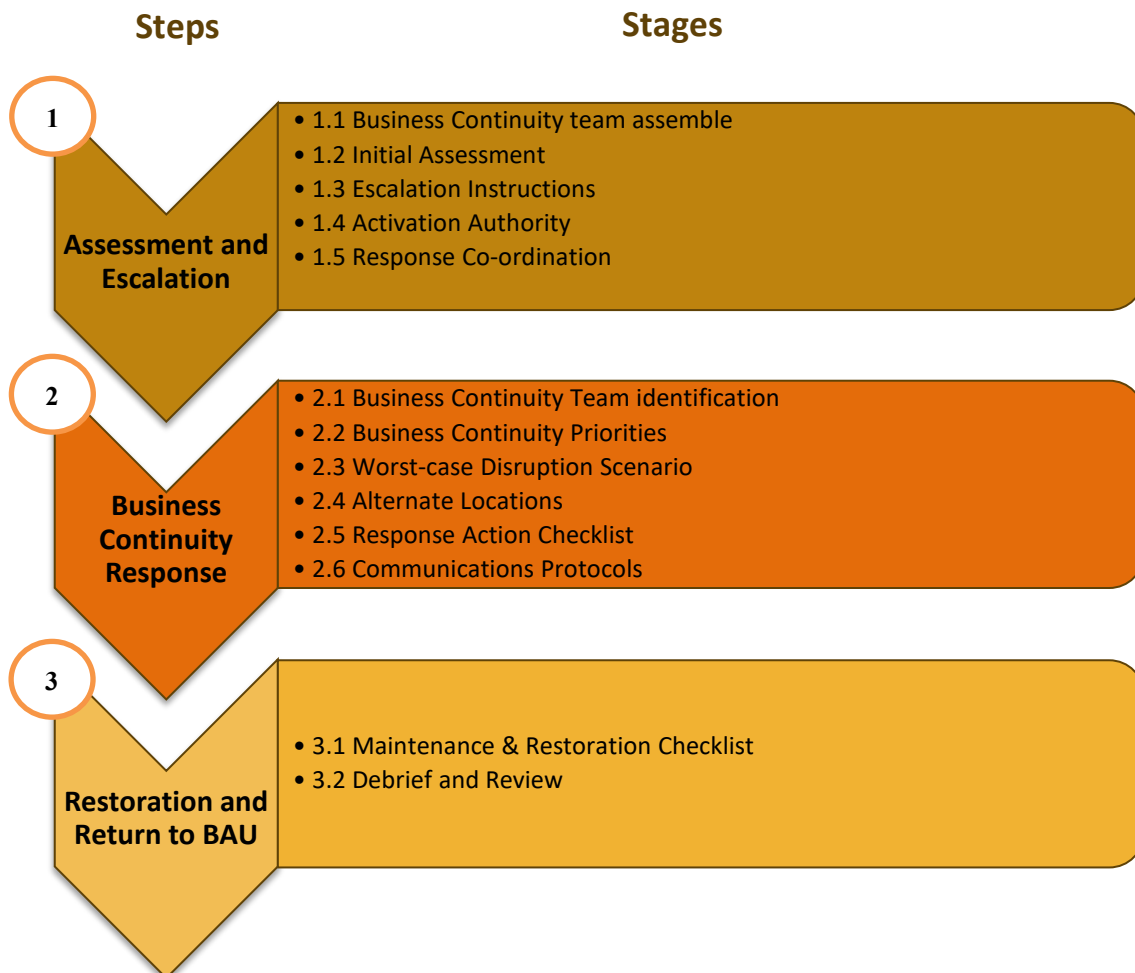 Steps
Stages
1
Assessment and
Escalation
• 1.1 Business Continuity team assemble
• 1.2 Initial Assessment
• 1.3 Escalation Instructions
• 1.4 Activation Authority
• 1.5 Response Co-ordination
2
Business
Continuity
Response
• 2.1 Business Continuity Team identification
• 2.2 Business Continuity Priorities
• 2.3 Worst-case Disruption Scenario
• 2.4 Alternate Locations
• 2.5 Response Action Checklist
• 2.6 Communications Protocols
3
Restoration and
Return to BAU
• 3.1 Maintenance & Restoration Checklist
• 3.2 Debrief and Review